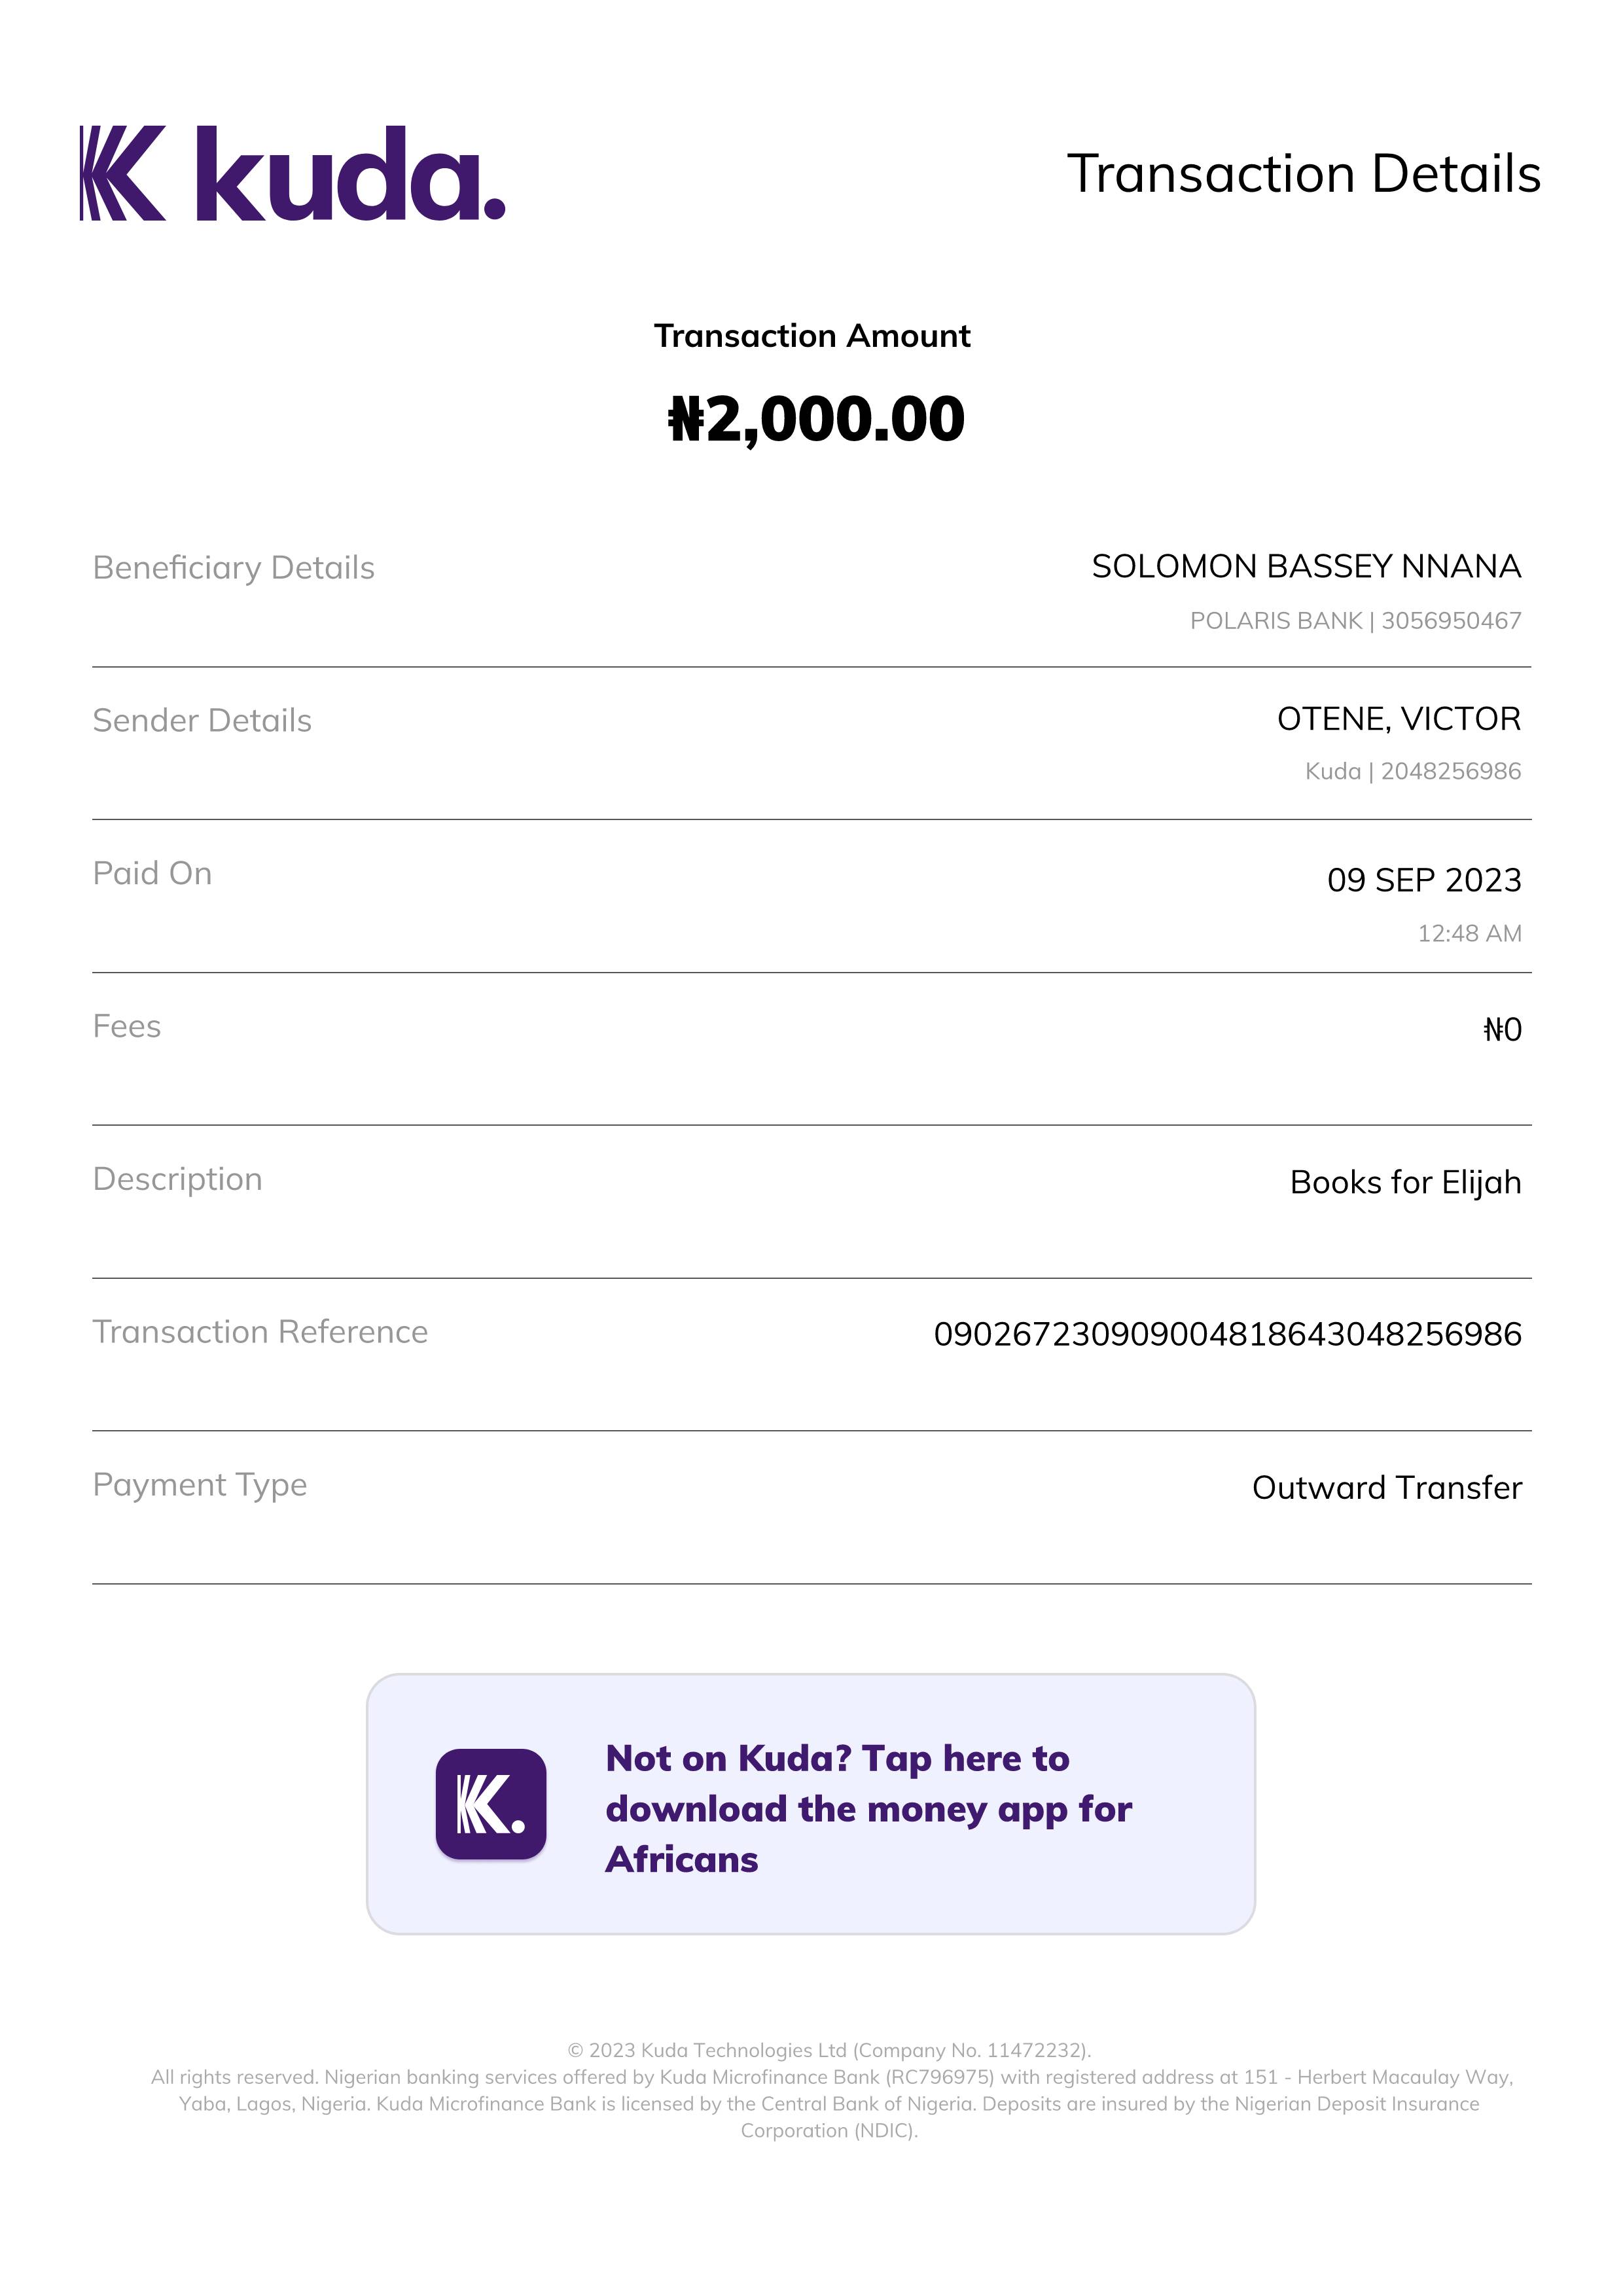 kuda.
Transaction Details
Transaction Amount
₦2,000.00
Beneficiary Details
SOLOMON BASSEY NNANA
POLARIS BANK | 3056950467
Sender Details
OTENE, VICTOR
Kuda | 2048256986
Paid On
09 SEP 2023
12:48 AM
Fees
₦0
Description
Books for Elijah
Transaction Reference
090267230909004818643048256986
Payment Type
Outward Transfer
K.
Not on Kuda? Tap here to
download the money app for
Africans
© 2023 Kuda Technologies Ltd (Company No. 11472232).
All rights reserved. Nigerian banking services offered by Kuda Microfinance Bank (RC796975) with registered address at 151 - Herbert Macaulay Way,
Yaba, Lagos, Nigeria. Kuda Microfinance Bank is licensed by the Central Bank of Nigeria. Deposits are insured by the Nigerian Deposit Insurance
Corporation (NDIC).